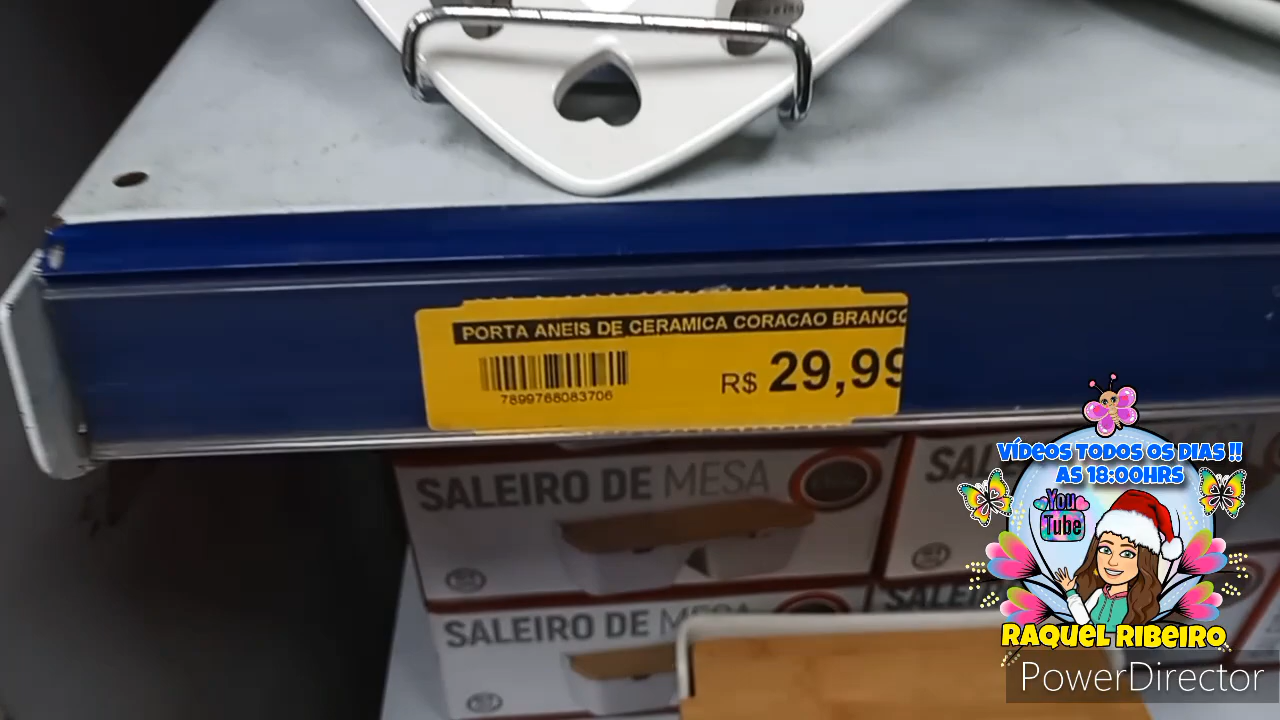 PORTA ANEIS DE CERAMICA CORACAO BRANCO
7899768083706
R$ 29,99
SALEIRO DE MESA
SALEIRO DE MESA
VÍDEOS TODOS OS DIAS !!
AS 18:00HRS
You
Tube
RAQUEL RIBEIRO
PowerDirector